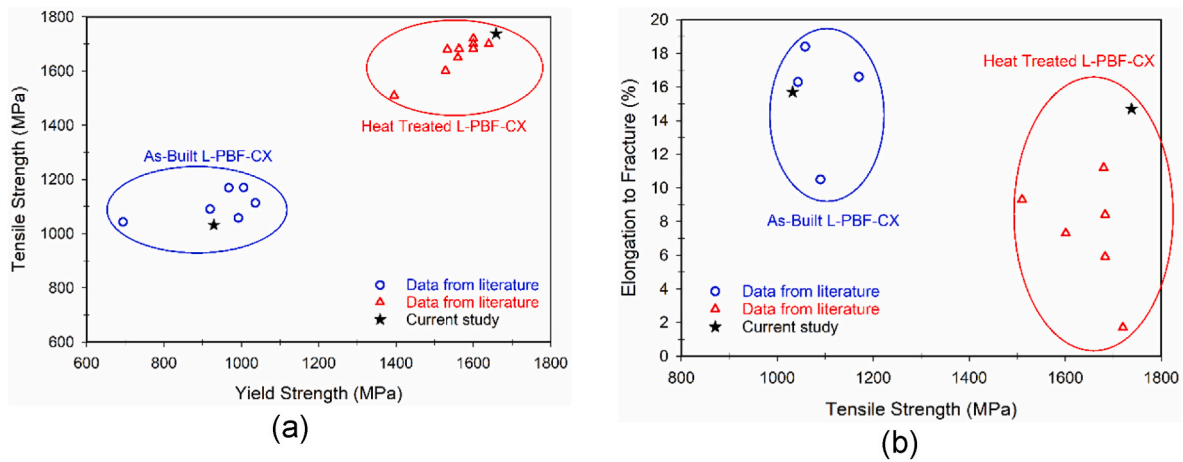 1800
1600
1400
1200
1000
800
600
Tensile Strength (MPa)
Heat Treated L-PBF-CX
As-Built L-PBF-CX
Data from literature
Data from literature
Current study
600 800 1000 1200 1400 1600 1800
Yield Strength (MPa)
(a)
20
18
16
14
12
10
8
6
4
2
0
Elongation to Fracture (%)
Heat Treated L-PBF-CX
As-Built L-PBF-CX
Data from literature
Data from literature
Current study
800 1000 1200 1400 1600 1800
Tensile Strength (MPa)
(b)